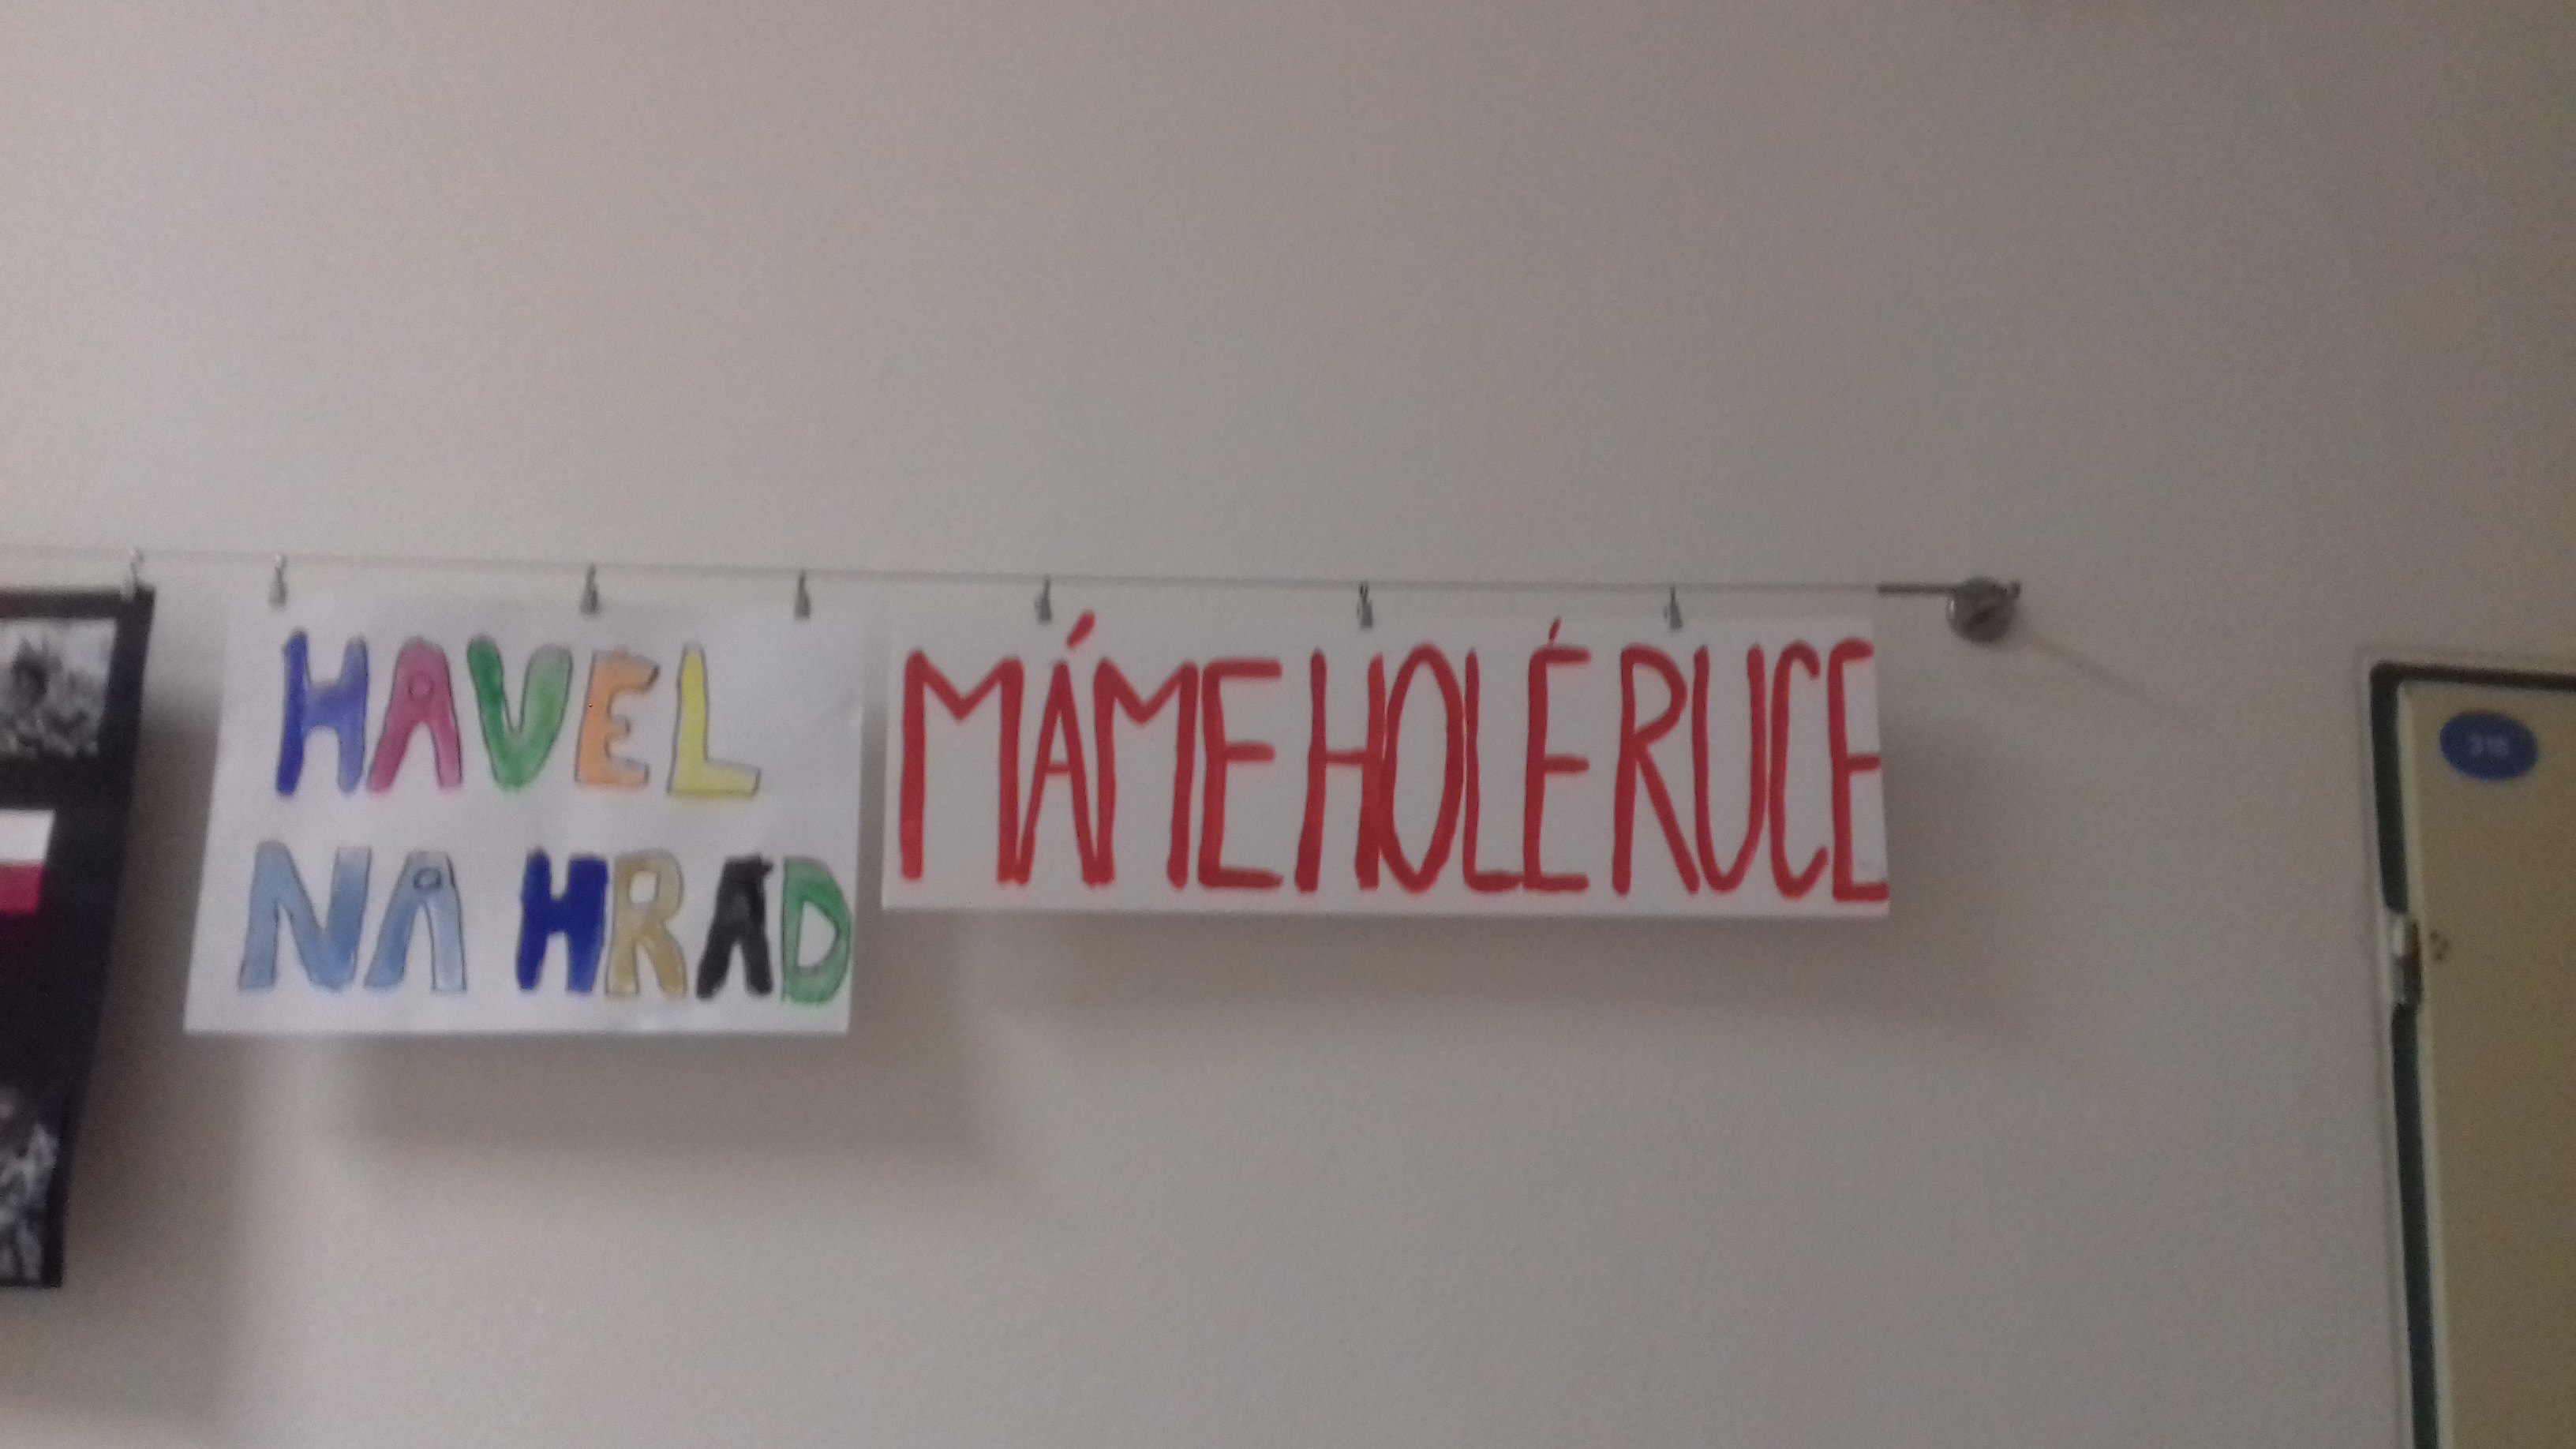 HAVEL
NA HRAD
MÁME HOLÉ RUCE